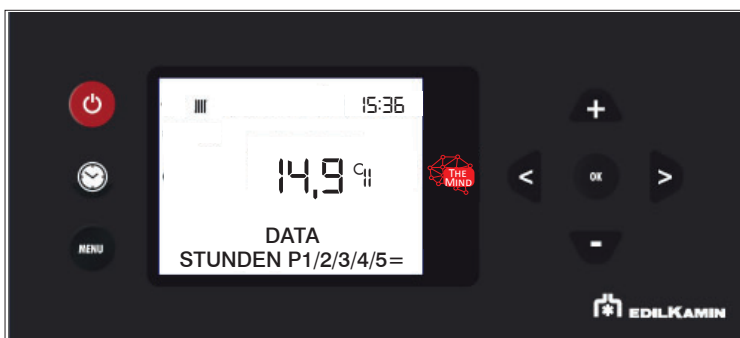 15:36
14,9 C
THE
MIND
DATA
STUNDEN P1/2/3/4/5=
MENU
OK
EDILKAMIN